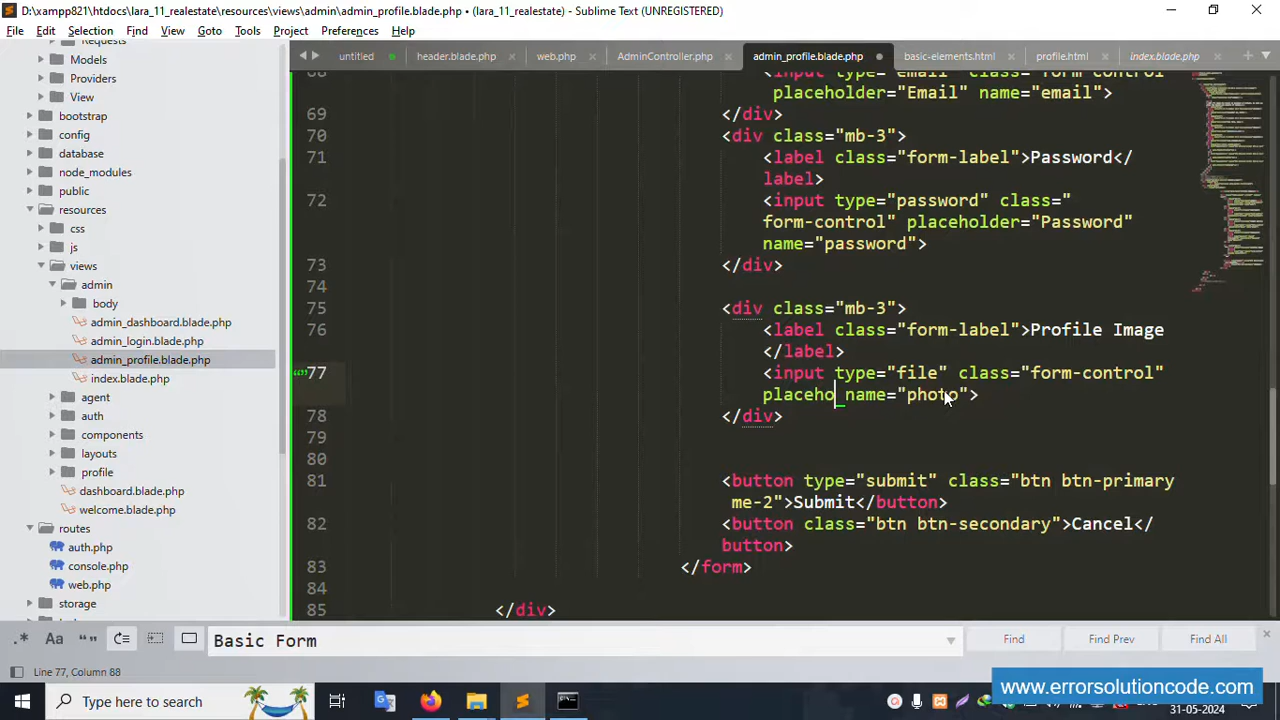 D:\xampp821\htdocs\lara_11_realestate\resources\views\admin\admin_profile.blade.php • (lara_11_realestate) - Sublime Text (UNREGISTERED)
File Edit Selection Find View Goto Tools Project Preferences Help
untitled header.blade.php web.php AdminController.php admin_profile.blade.php basic-elements.html profile.html index.blade.php
Requests
Models
Providers
View
bootstrap
config
database
node_modules
public
resources
css
js
views
admin
body
admin_dashboard.blade.php
admin_login.blade.php
admin_profile.blade.php
index.blade.php
agent
auth
components
layouts
profile
dashboard.blade.php
welcome.blade.php
routes
auth.php
console.php
web.php
storage
68 <input type="email" class="form-control"
placeholder="Email" name="email">
69 </div>
70 <div class="mb-3">
71 <label class="form-label">Password</
label>
72 <input type="password" class="
form-control" placeholder="Password"
name="password">
73 </div>
74
75 <div class="mb-3">
76 <label class="form-label">Profile Image
</label>
77 <input type="file" class="form-control"
placeho name="photo">
78 </div>
79
80
81 <button type="submit" class="btn btn-primary
me-2">Submit</button>
82 <button class="btn btn-secondary">Cancel</
button>
83 </form>
84
85 </div>
.* Aa “” Basic Form Find Find Prev Find All
Line 77, Column 88
www.errorsolutioncode.com
Type here to search
31-05-2024